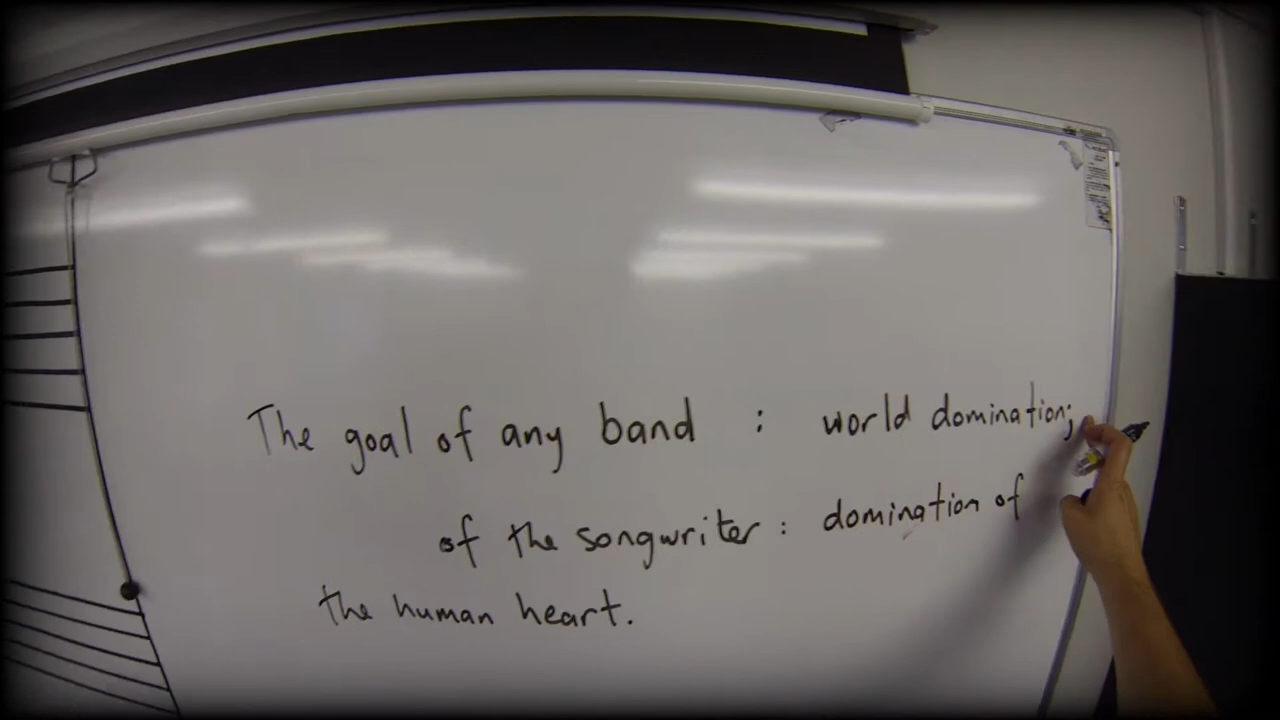 The goal of any band : world domination;
of the songwriter : domination of
the human heart.